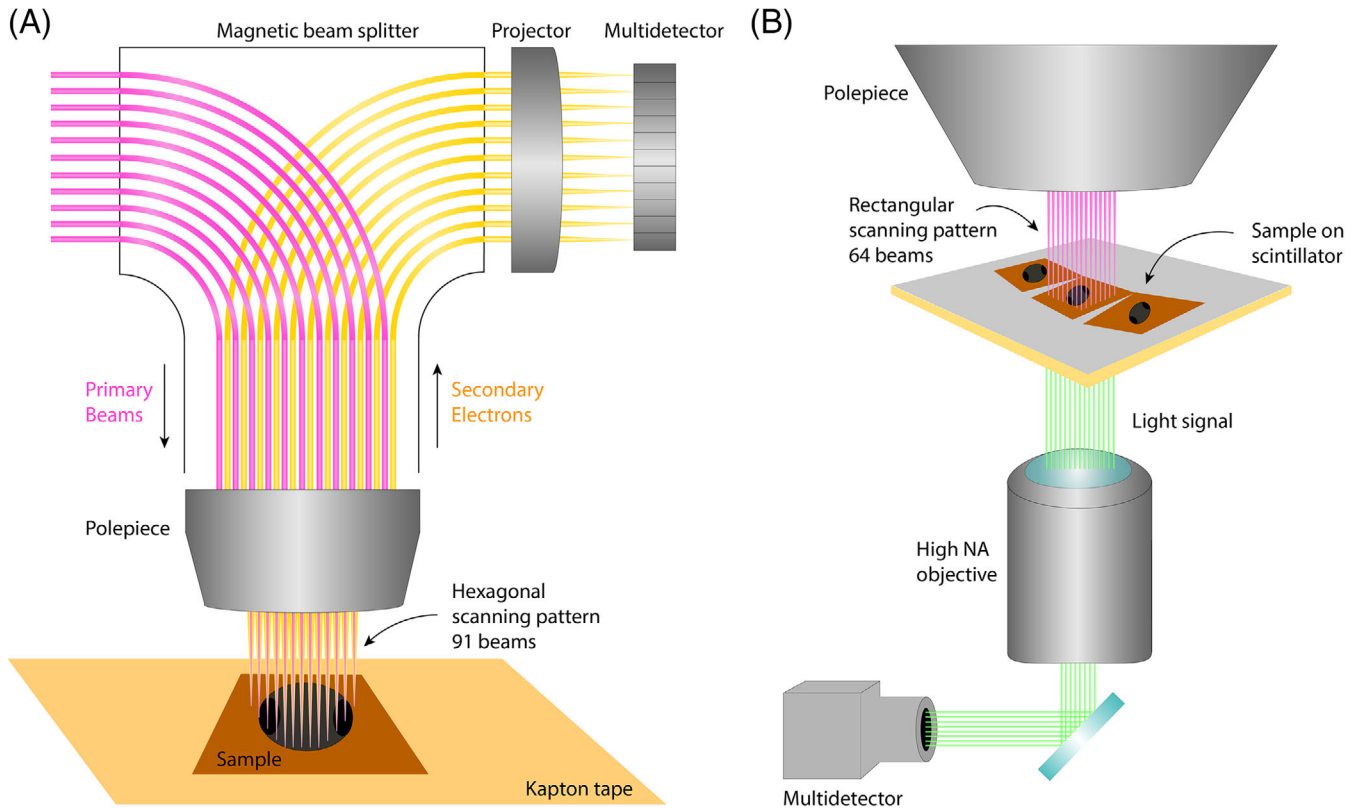 (A)
Magnetic beam splitter
Projector
Multidetector
Primary
Beams
Secondary
Electrons
Polepiece
Hexagonal
scanning pattern
91 beams
Sample
Kapton tape
(B)
Polepiece
Rectangular
scanning pattern
64 beams
Sample on
scintillator
Light signal
High NA
objective
Multidetector